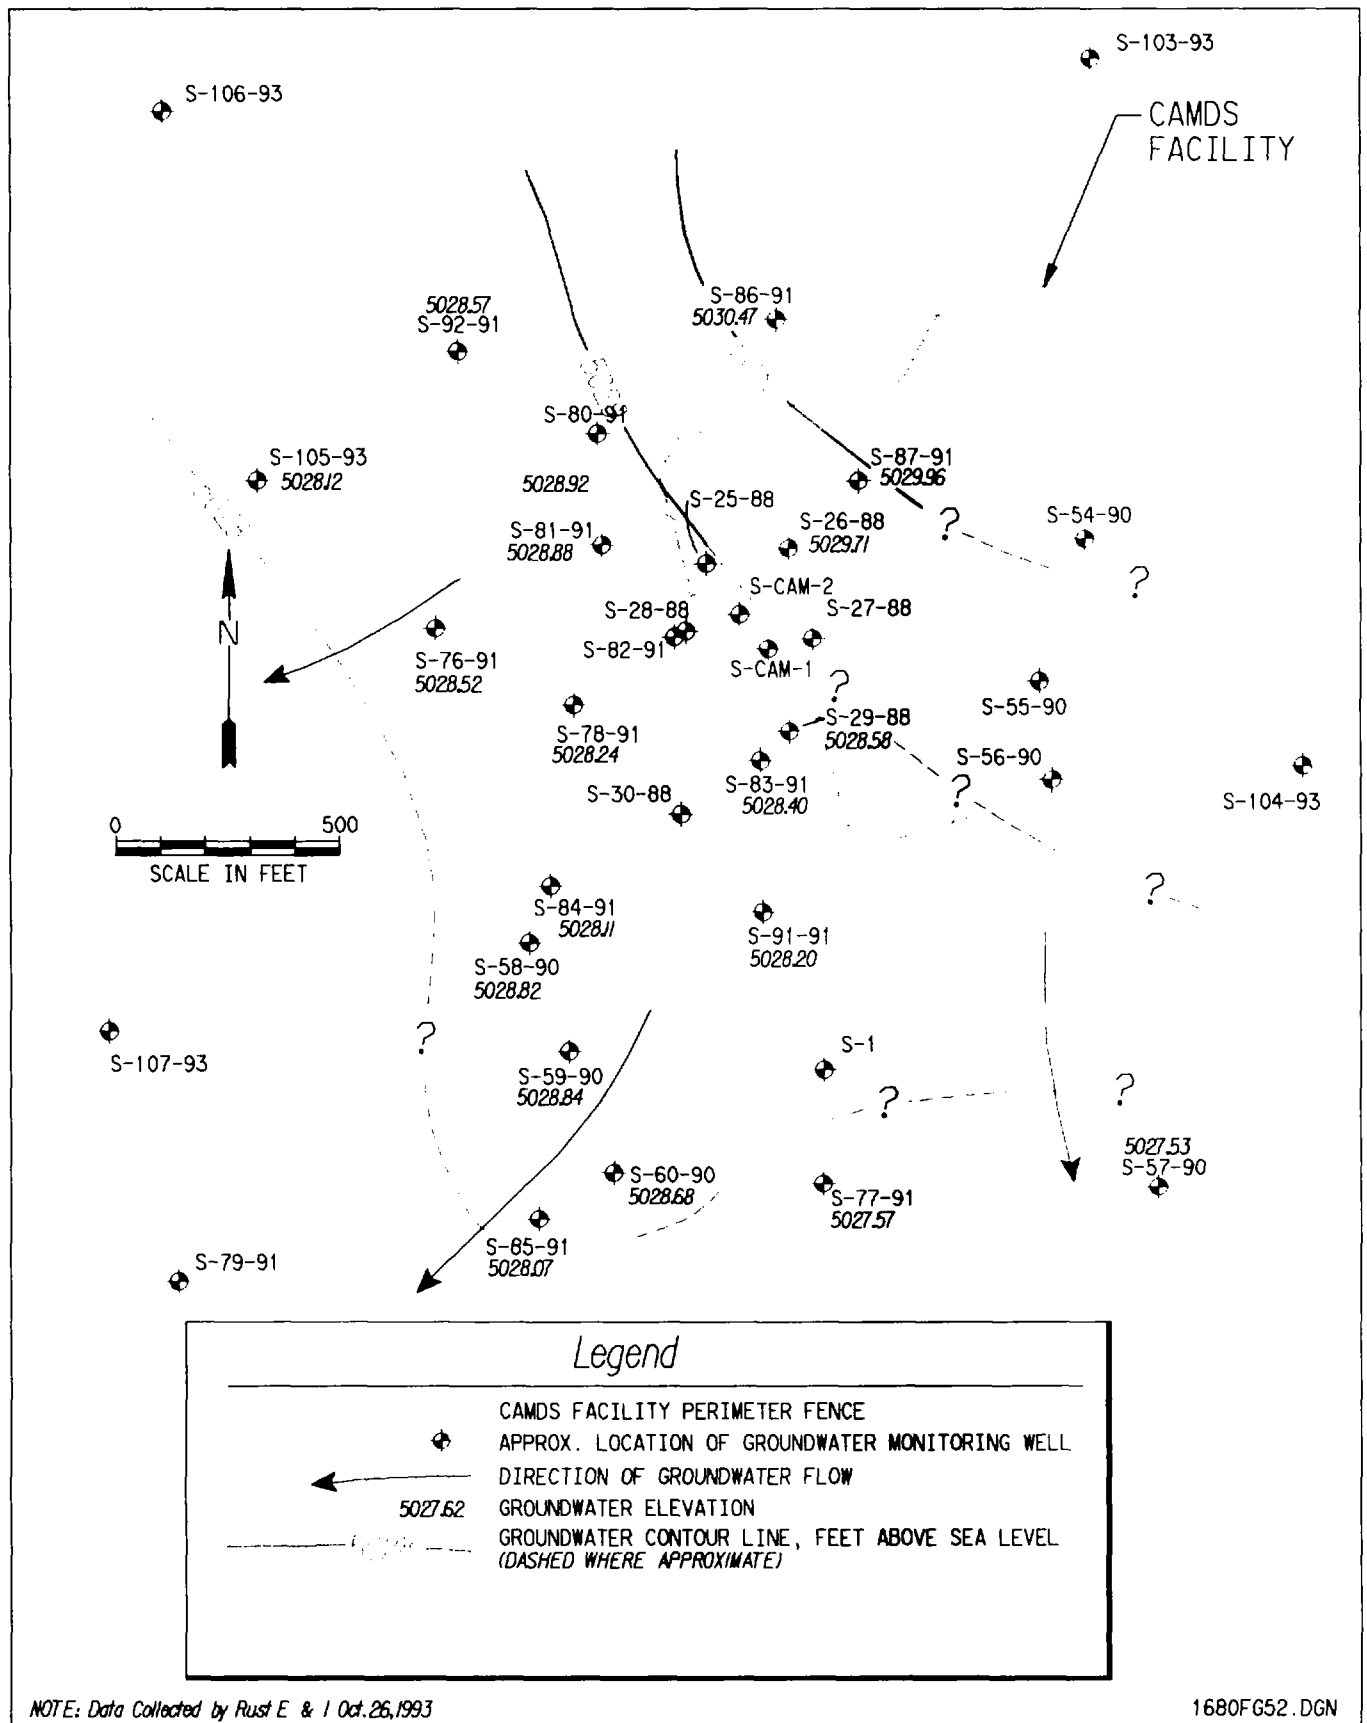 S-103-93
S-106-93
CAMDS
FACILITY
S-86-91
5030.47
5028.57
S-92-91
S-80-91
S-105-93
5028.12
5028.92
S-25-88
S-87-91
5029.96
S-81-91
5028.88
S-26-88
5029.71
?
S-54-90
?
S-CAM-2
S-28-88
S-27-88
N
S-82-91
S-76-91
5028.52
S-CAM-1
?
S-55-90
S-78-91
5028.24
S-29-88
5028.58
S-56-90
S-83-91
5028.40
?
S-30-88
S-104-93
0 500
SCALE IN FEET
?
S-84-91
5028.11
S-91-91
5028.20
S-58-90
5028.82
?
S-107-93
S-1
S-59-90
5028.84
?
?
5027.53
S-57-90
S-60-90
5028.68
S-77-91
5027.57
S-85-91
5028.07
S-79-91
Legend
CAMDS FACILITY PERIMETER FENCE
APPROX. LOCATION OF GROUNDWATER MONITORING WELL
DIRECTION OF GROUNDWATER FLOW
5027.62 GROUNDWATER ELEVATION
GROUNDWATER CONTOUR LINE, FEET ABOVE SEA LEVEL
(DASHED WHERE APPROXIMATE)
NOTE: Data Collected by Rust E & I Oct.26,1993
1680FG52.DGN